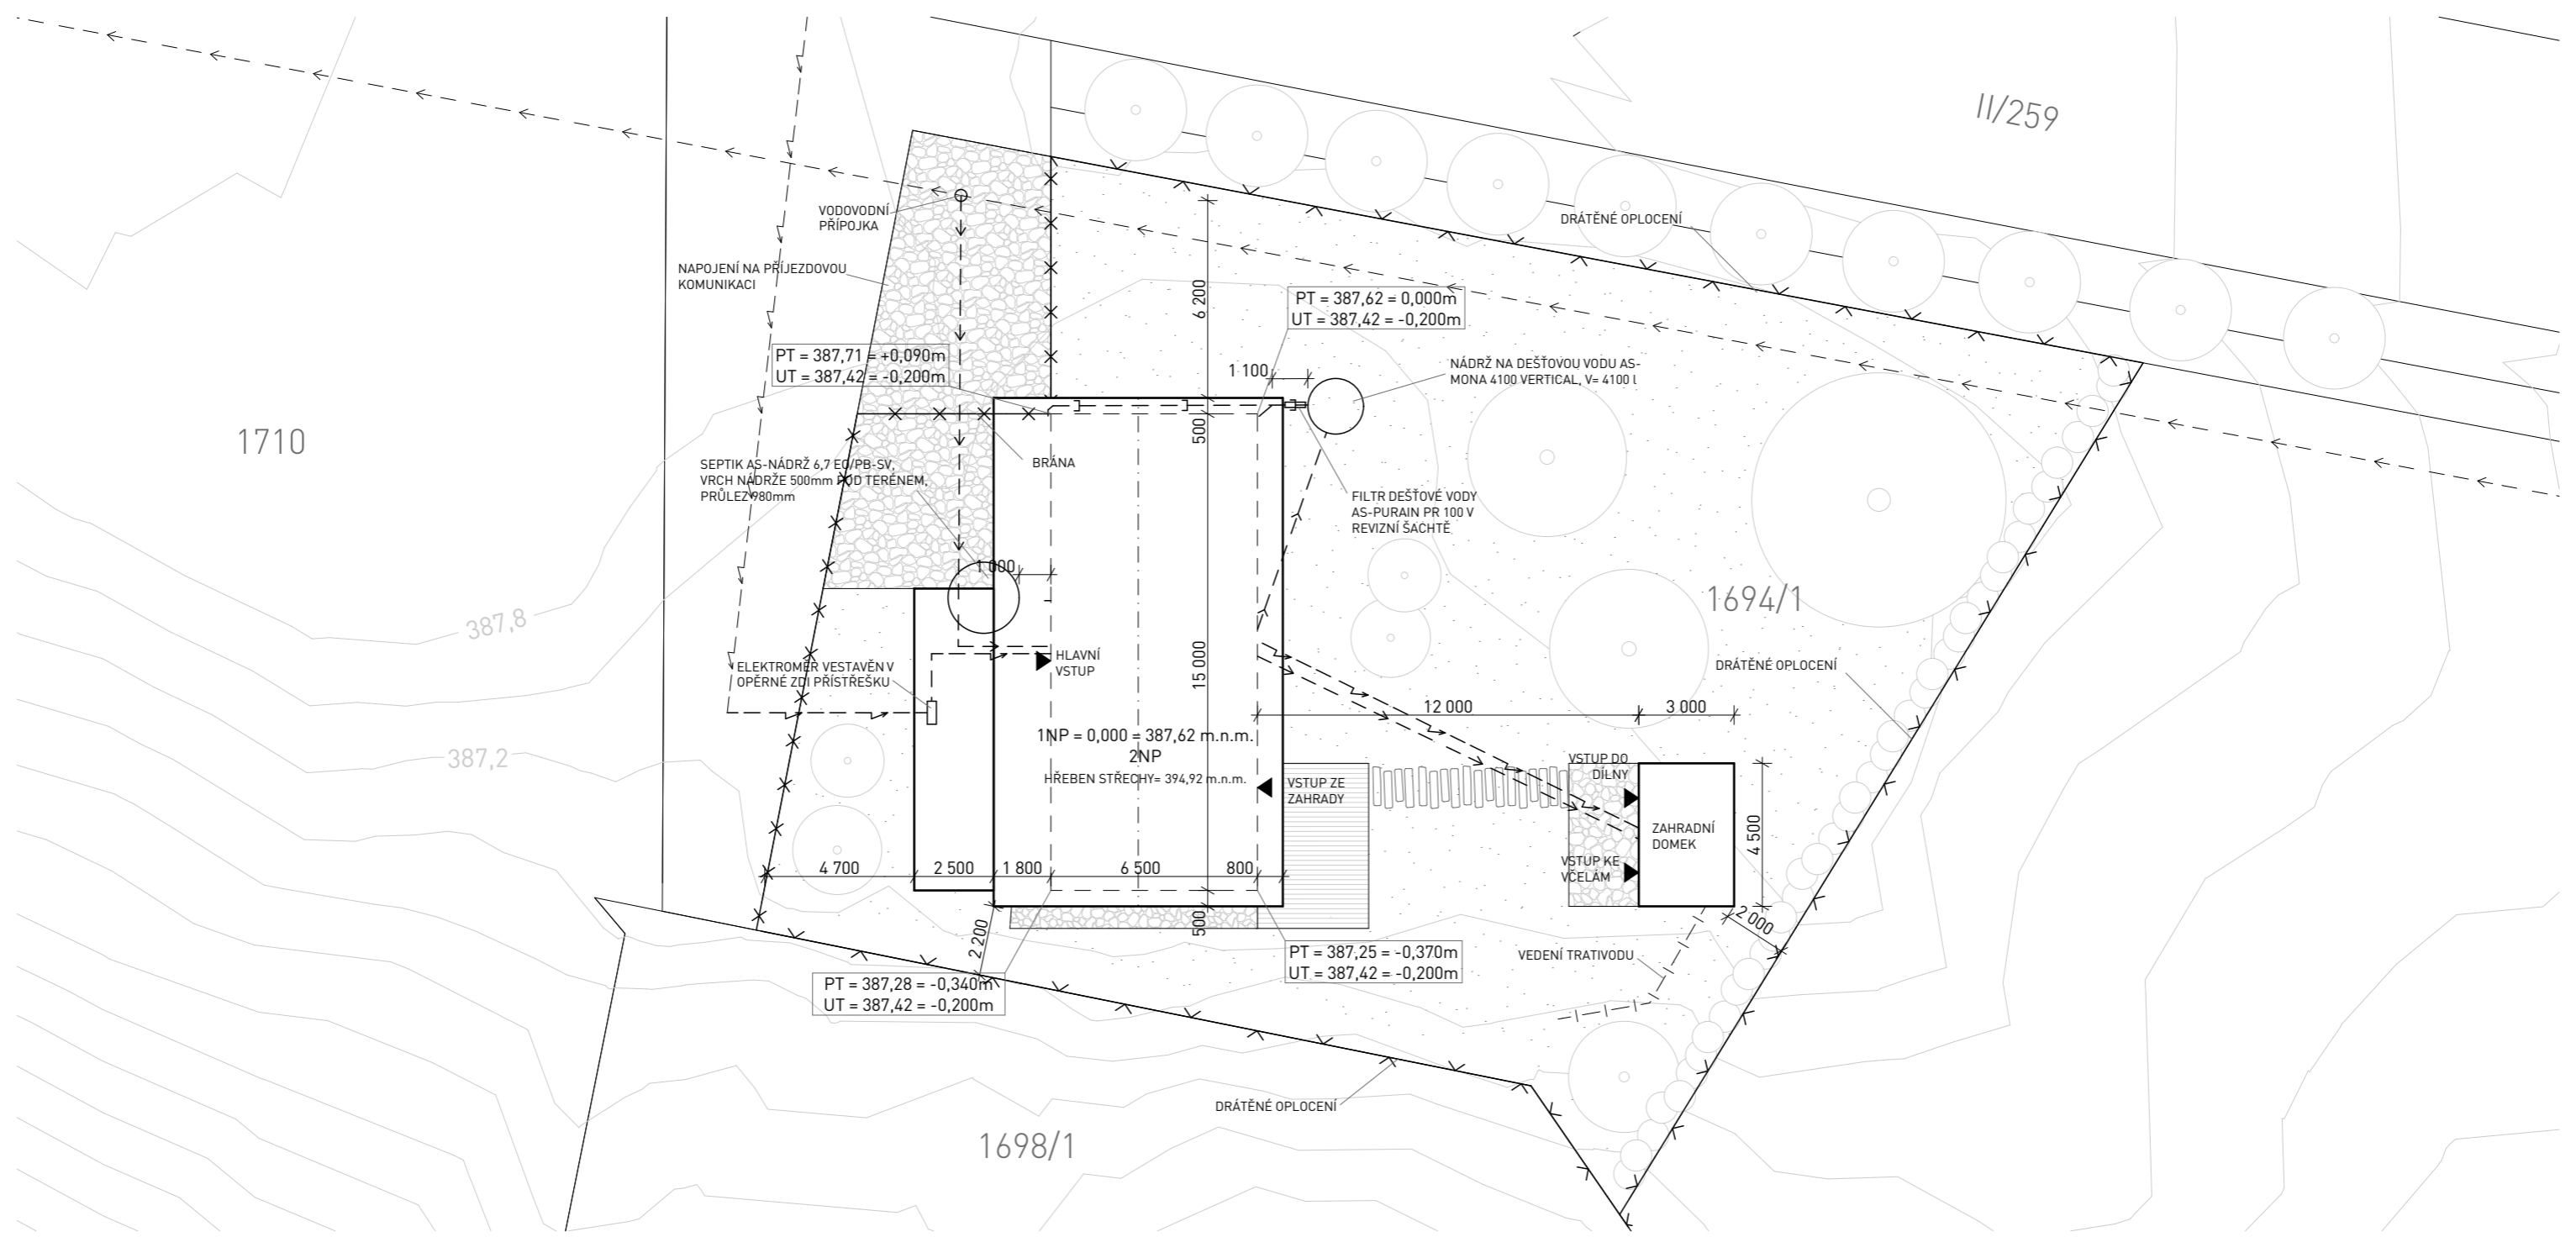 II/259
VODOVODNÍ
PŘÍPOJKA
DRÁTĚNÉ OPLOCENÍ
NAPOJENÍ NA PŘÍJEZDOVOU
KOMUNIKACI
6 200
PT = 387,62 = 0,000m
UT = 387,42 = -0,200m
PT = 387,71 = +0,090m
UT = 387,42 = -0,200m
1 100
NÁDRŽ NA DEŠŤOVOU VODU AS-
MONA 4100 VERTICAL, V= 4100 l
1710
500
BRÁNA
SEPTIK AS-NÁDRŽ 6,7 EO/PB-SV,
VRCH NÁDRŽE 500mm POD TERÉNEM,
PRŮLEZ 980mm
FILTR DEŠŤOVÉ VODY
AS-PURAIN PR 100 V
REVIZNÍ ŠACHTĚ
1 000
1694/1
387,8
HLAVNÍ
VSTUP
15 000
ELEKTROMĚR VESTAVĚN V
OPĚRNÉ ZDI PŘÍSTŘEŠKU
DRÁTĚNÉ OPLOCENÍ
12 000
3 000
1NP = 0,000 = 387,62 m.n.m.
2NP
HŘEBEN STŘECHY= 394,92 m.n.m.
387,2
VSTUP ZE
ZAHRADY
VSTUP DO
DÍLNY
ZAHRADNÍ
DOMEK
4 500
VSTUP KE
VČELÁM
4 700
2 500
1 800
6 500
800
500
2 200
2 000
PT = 387,25 = -0,370m
UT = 387,42 = -0,200m
VEDENÍ TRATIVODU
PT = 387,28 = -0,340m
UT = 387,42 = -0,200m
DRÁTĚNÉ OPLOCENÍ
1698/1